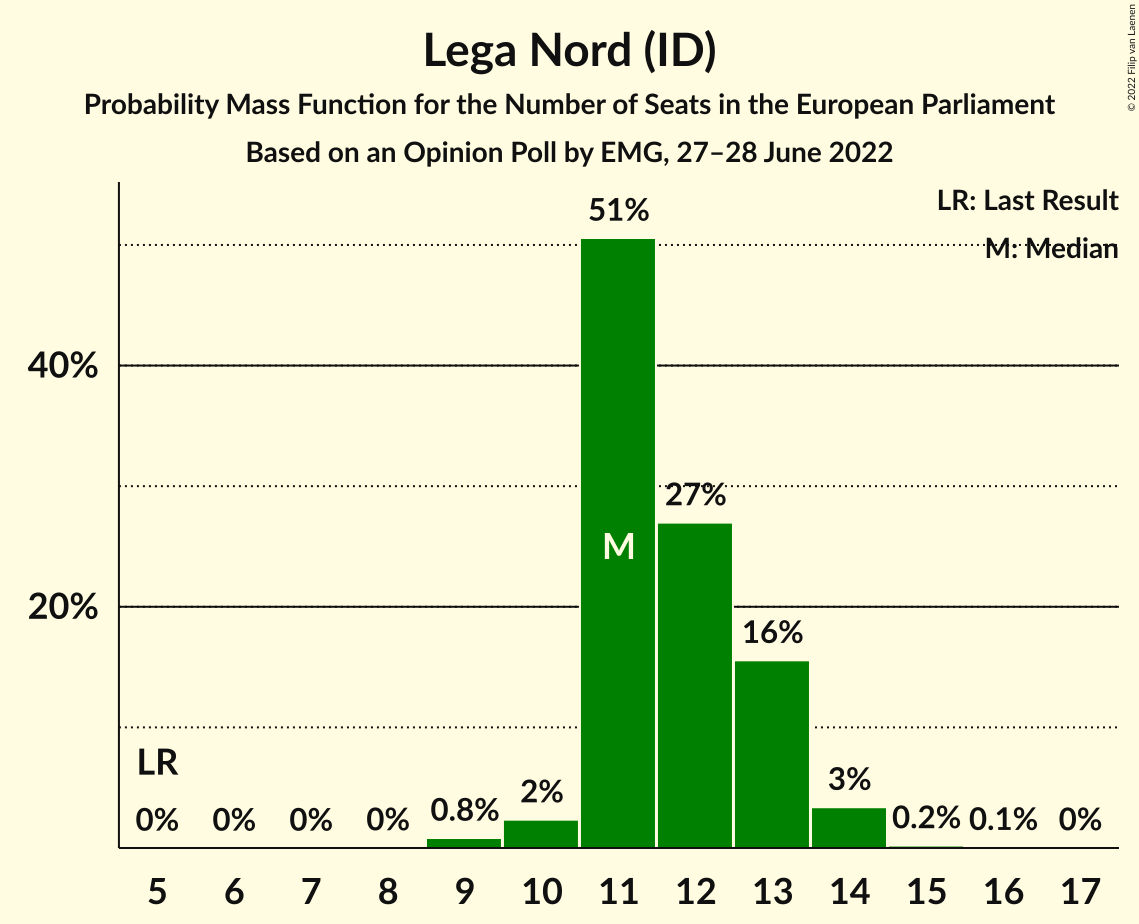 Lega Nord (ID)
Probability Mass Function for the Number of Seats in the European Parliament
Based on an Opinion Poll by EMG, 27–28 June 2022
© 2022 Filip van Laenen
LR: Last Result
M: Median
40%
20%
LR
0%
0%
0%
0%
0.8%
2%
51%
M
27%
16%
3%
0.2%
0.1%
0%
5 6 7 8 9 10 11 12 13 14 15 16 17